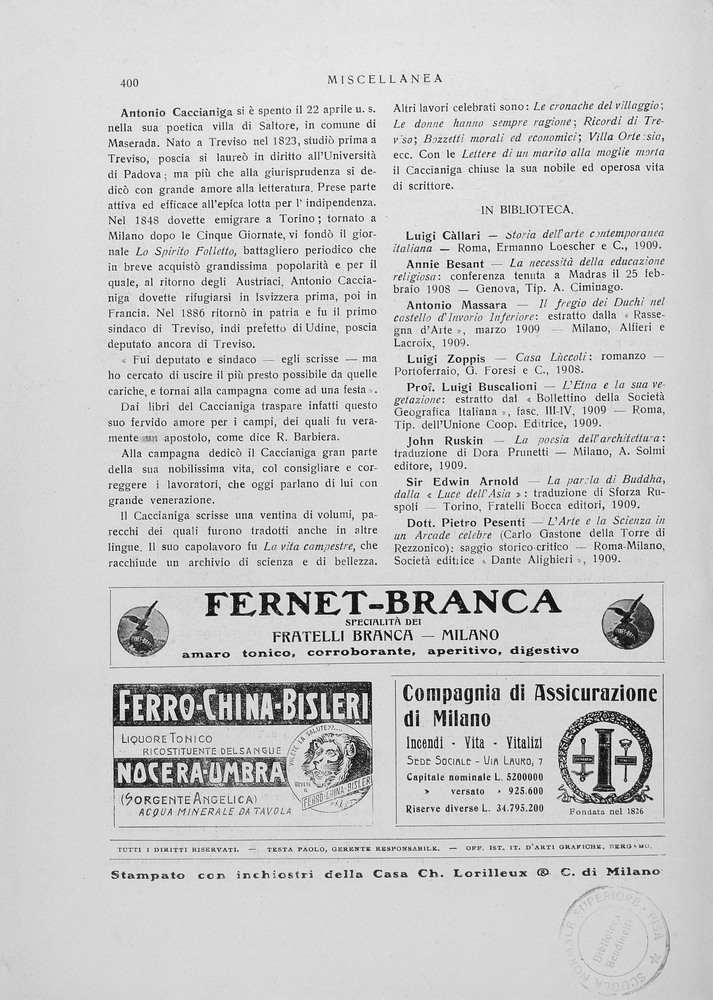 400
MISCELLANEA
Antonio Caccianiga si è spento il 22 aprile u. s.
nella sua poetica villa di Saltore, in comune di
Maserada. Nato a Treviso nel 1823, studiò prima a
Treviso, poscia si laureò in diritto all'Università
di Padova; ma più che alla giurisprudenza si de-
dicò con grande amore alla letteratura. Prese parte
attiva ed efficace all'epica lotta per l' indipendenza.
Nel 1848 dovette emigrare a Torino; tornato a
Milano dopo le Cinque Giornate, vi fondò il gior-
nale Lo Spirito Folletto, battagliero periodico che
in breve acquistò grandissima popolarità e per il
quale, al ritorno degli Austriaci, Antonio Caccia-
niga dovette rifugiarsi in Isvizzera prima, poi in
Francia. Nel 1886 ritornò in patria e fu il primo
sindaco di Treviso, indi prefetto di Udine, poscia
deputato ancora di Treviso.
« Fui deputato e sindaco — egli scrisse — ma
ho cercato di uscire il più presto possibile da quelle
cariche, e tornai alla campagna come ad una festa ».
Dai libri del Caccianiga traspare infatti questo
suo fervido amore per i campi, dei quali fu vera-
mente un apostolo, come dice R. Barbiera.
Alla campagna dedicò il Caccianiga gran parte
della sua nobilissima vita, col consigliare e cor-
reggere i lavoratori, che oggi parlano di lui con
grande venerazione.
Il Caccianiga scrisse una ventina di volumi, pa-
recchi dei quali furono tradotti anche in altre
lingue. Il suo capolavoro fu La vita campestre, che
racchiude un archivio di scienza e di bellezza.
Altri lavori celebrati sono: Le cronache del villaggio;
Le donne hanno sempre ragione; Ricordi di Tre-
viso; Bozzetti morali ed economici; Villa Ortensia,
ecc. Con le Lettere di un marito alla moglie morta
il Caccianiga chiuse la sua nobile ed operosa vita
di scrittore.
IN BIBLIOTECA.
Luigi Càllari — Storia dell'arte contemporanea
italiana — Roma, Ermanno Loescher e C., 1909.
Annie Besant — La necessità della educazione
religiosa: conferenza tenuta a Madras il 25 feb-
braio 1908 — Genova, Tip. A. Ciminago.
Antonio Massara — Il fregio dei Duchi nel
castello d'Invorio Inferiore: estratto dalla « Rasse-
gna d'Arte », marzo 1909 — Milano, Alfieri e
Lacroix, 1909.
Luigi Zoppis — Casa Lùccoli: romanzo —
Portoferraio, G. Foresi e C., 1908.
Prof. Luigi Buscalioni — L'Etna e la sua ve-
getazione: estratto dal « Bollettino della Società
Geografica Italiana », fasc. III-IV, 1909 — Roma,
Tip. dell'Unione Coop. Editrice, 1909.
John Ruskin — La poesia dell'architettura:
traduzione di Dora Prunetti — Milano, A. Solmi
editore, 1909.
Sir Edwin Arnold — La parola di Buddha,
dalla « Luce dell'Asia »: traduzione di Sforza Ru-
spoli — Torino, Fratelli Bocca editori, 1909.
Dott. Pietro Pesenti — L'Arte e la Scienza in
un Arcade celebre (Carlo Gastone della Torre di
Rezzonico): saggio storico-critico — Roma-Milano,
Società editrice « Dante Alighieri », 1909.
FERNET-BRANCA
SPECIALITÀ DEI
FRATELLI BRANCA — MILANO
amaro tonico, corroborante, aperitivo, digestivo
FERRO-CHINA-BISLERI
LIQUORE TONICO
RICOSTITUENTE DEL SANGUE
NOCERA-UMBRA
(SORGENTE ANGELICA)
ACQUA MINERALE DA TAVOLA
VOLETE LA SALUTE??...
BEVETE IL
FERRO-CHINA-BISLERI
Compagnia di Assicurazione
di Milano
Incendi - Vita - Vitalizi
SEDE SOCIALE - VIA LAURO, 7
Capitale nominale L. 5200000
» versato » 925.600
Riserve diverse L. 34.795.200
Fondata nel 1826
TUTTI I DIRITTI RISERVATI. — TESTA PAOLO, GERENTE RESPONSABILE. — OFF. IST. IT. D'ARTI GRAFICHE, BERGAMO.
Stampato con inchiostri della Casa Ch. Lorilleux & C. di Milano
SCUOLA NORMALE SUPERIORE - PISA
Biblioteca